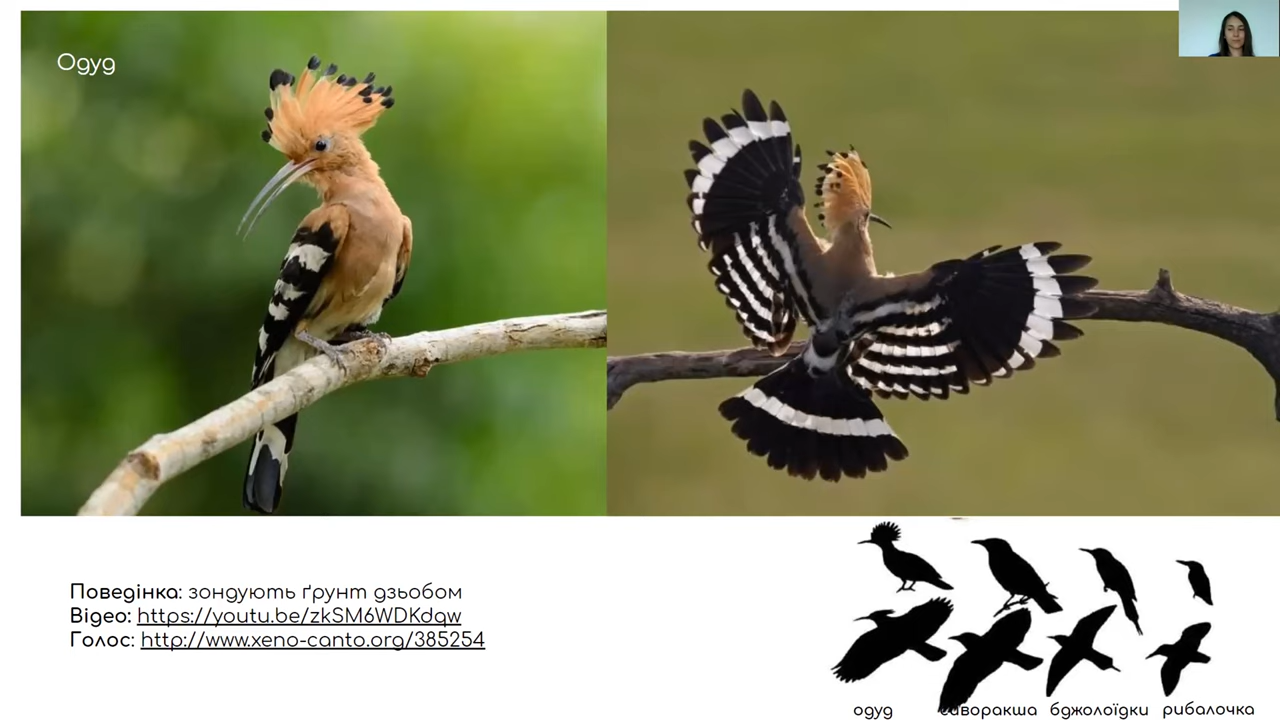 Одуд
Поведінка: зондують ґрунт дзьобом
Відео: https://youtu.be/zkSM6WDKdqw
Голос: http://www.xeno-canto.org/385254
одуд сиворакша бджолоїдки рибалочка